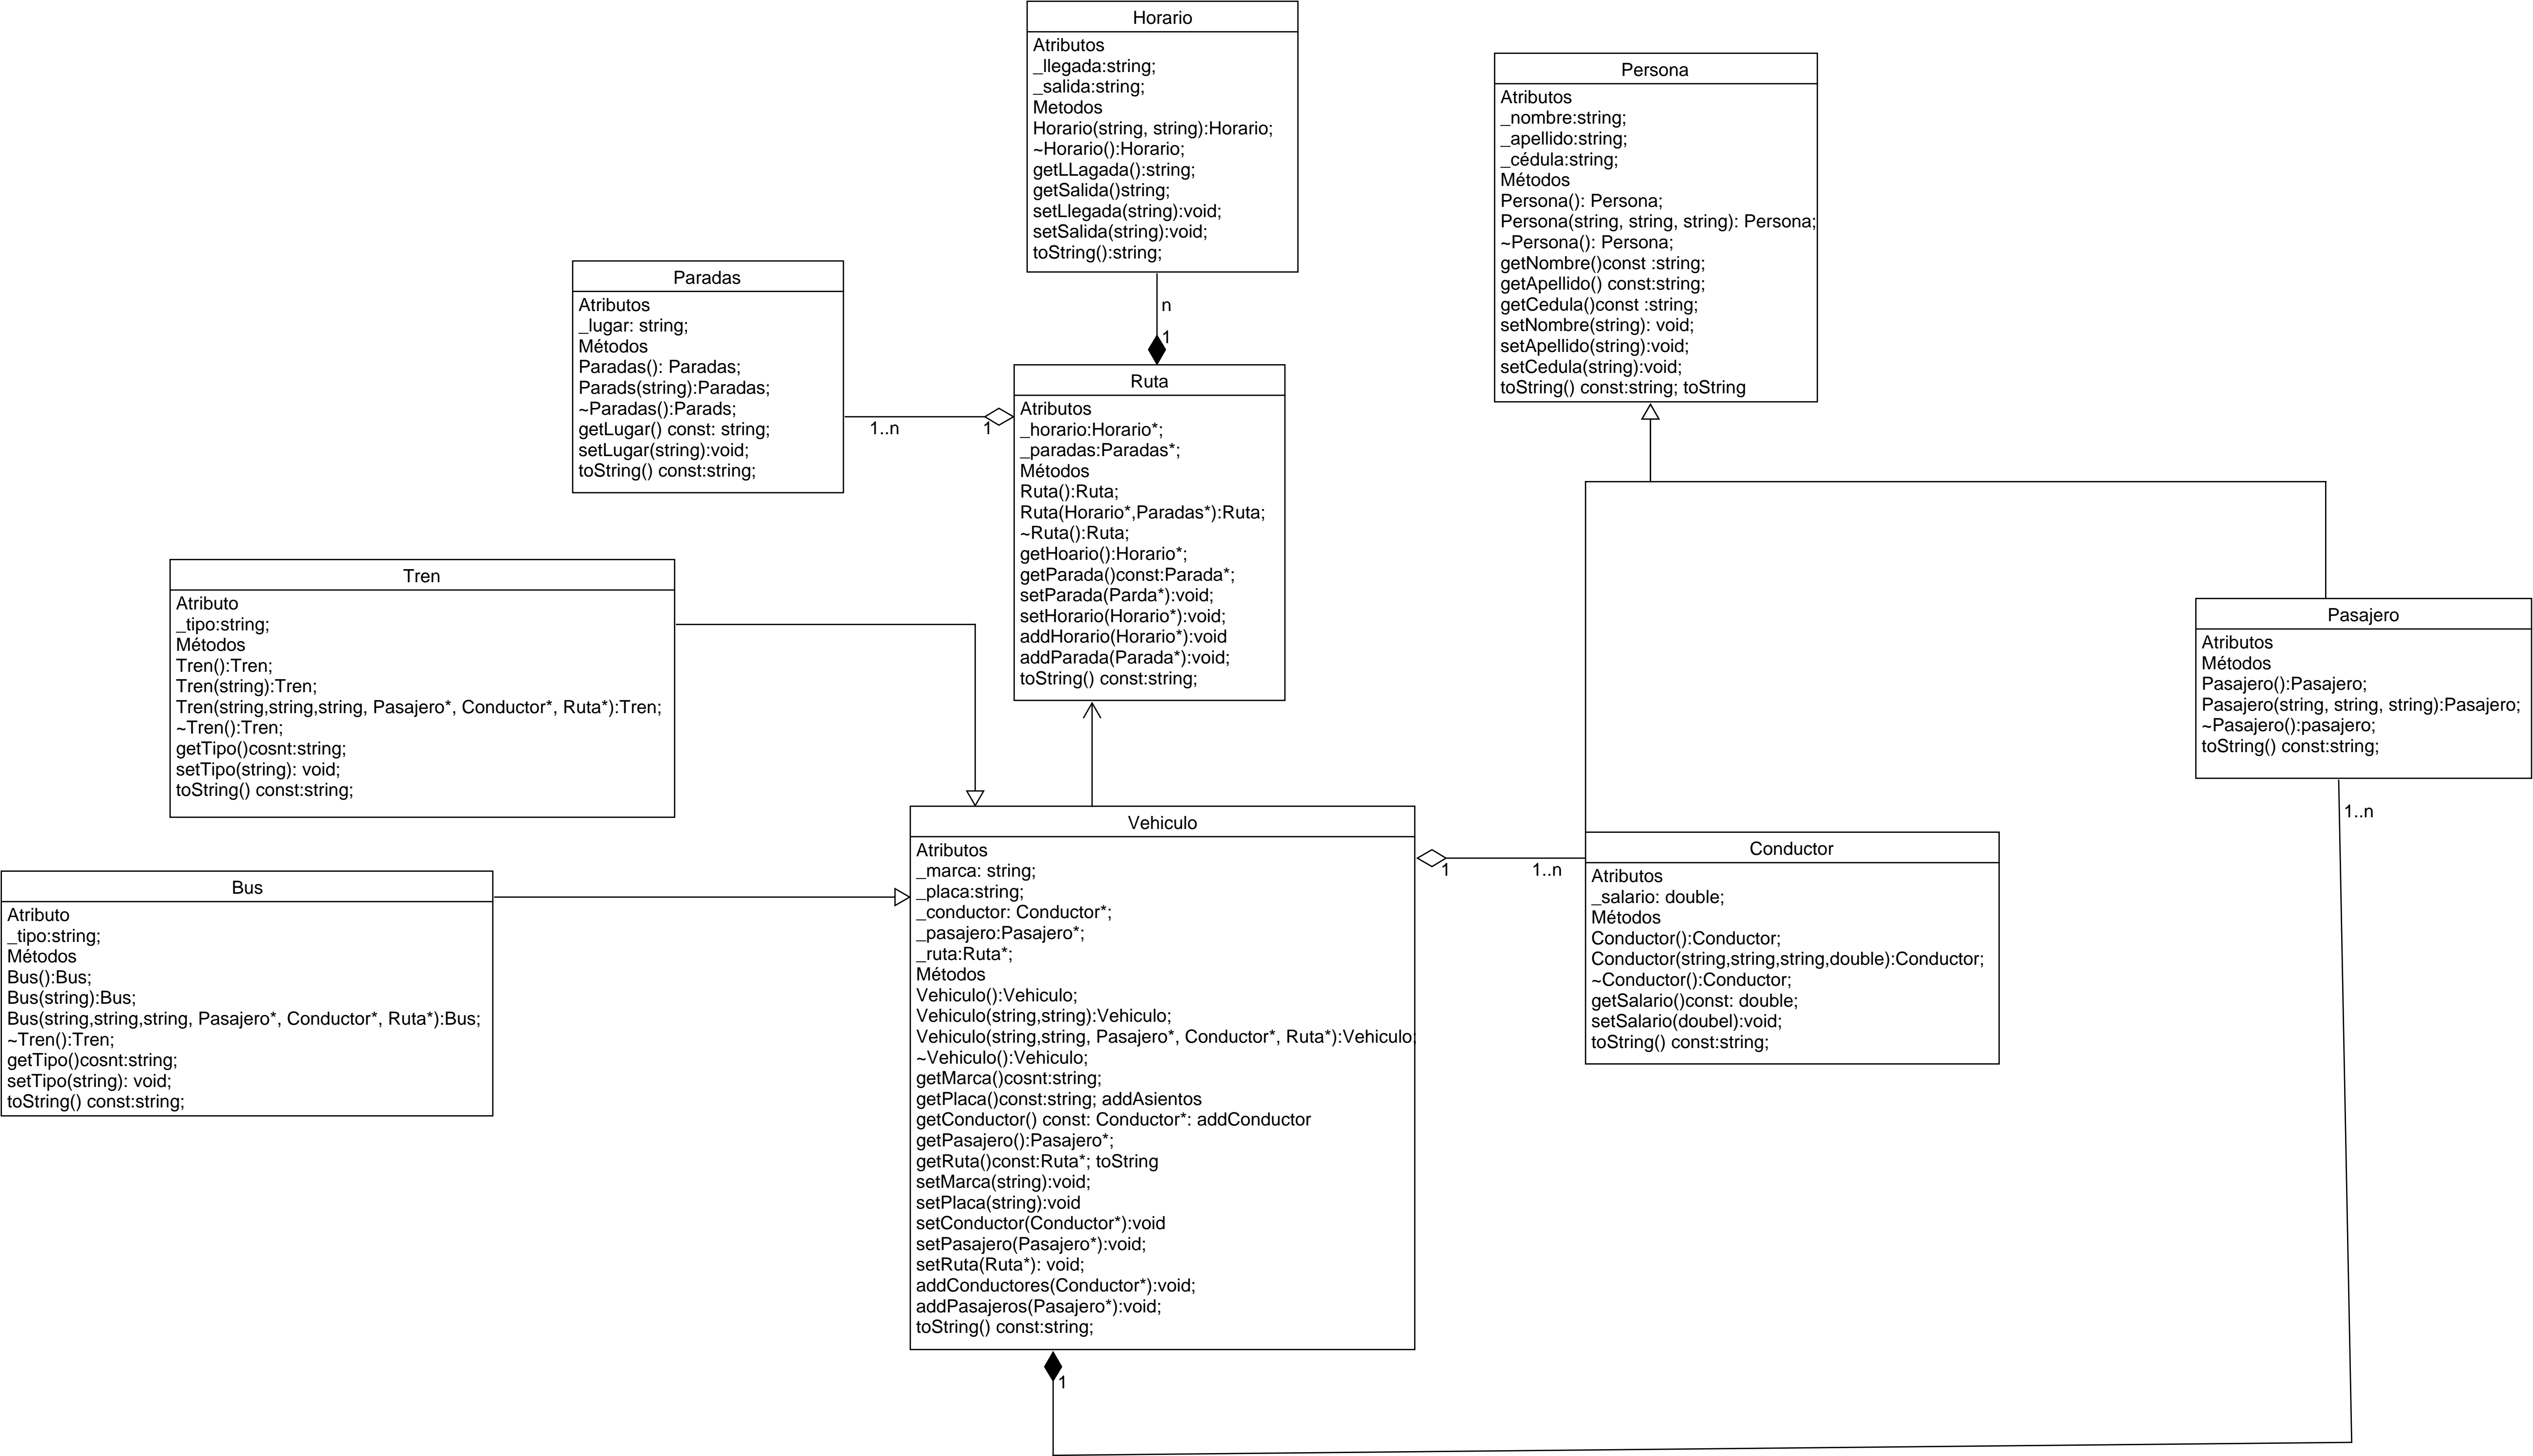 Horario
Atributos
_llegada:string;
_salida:string;
Metodos
Horario(string, string):Horario;
~Horario():Horario;
getLLagada():string;
getSalida()string;
setLlegada(string):void;
setSalida(string):void;
toString():string;
n
1
Persona
Atributos
_nombre:string;
_apellido:string;
_cédula:string;
Métodos
Persona(): Persona;
Persona(string, string, string): Persona;
~Persona(): Persona;
getNombre()const :string;
getApellido() const:string;
getCedula()const :string;
setNombre(string): void;
setApellido(string):void;
setCedula(string):void;
toString() const:string; toString
Paradas
Atributos
_lugar: string;
Métodos
Paradas(): Paradas;
Parads(string):Paradas;
~Paradas():Parads;
getLugar() const: string;
setLugar(string):void;
toString() const:string;
1..n
1
Ruta
Atributos
_horario:Horario*;
_paradas:Paradas*;
Métodos
Ruta():Ruta;
Ruta(Horario*,Paradas*):Ruta;
~Ruta():Ruta;
getHoario():Horario*;
getParada()const:Parada*;
setParada(Parda*):void;
setHorario(Horario*):void;
addHorario(Horario*):void
addParada(Parada*):void;
toString() const:string;
Tren
Atributo
_tipo:string;
Métodos
Tren():Tren;
Tren(string):Tren;
Tren(string,string,string, Pasajero*, Conductor*, Ruta*):Tren;
~Tren():Tren;
getTipo()cosnt:string;
setTipo(string): void;
toString() const:string;
Pasajero
Atributos
Métodos
Pasajero():Pasajero;
Pasajero(string, string, string):Pasajero;
~Pasajero():pasajero;
toString() const:string;
1..n
Bus
Atributo
_tipo:string;
Métodos
Bus():Bus;
Bus(string):Bus;
Bus(string,string,string, Pasajero*, Conductor*, Ruta*):Bus;
~Tren():Tren;
getTipo()cosnt:string;
setTipo(string): void;
toString() const:string;
Vehiculo
Atributos
_marca: string;
_placa:string;
_conductor: Conductor*;
_pasajero:Pasajero*;
_ruta:Ruta*;
Métodos
Vehiculo():Vehiculo;
Vehiculo(string,string):Vehiculo;
Vehiculo(string,string, Pasajero*, Conductor*, Ruta*):Vehiculo;
~Vehiculo():Vehiculo;
getMarca()cosnt:string;
getPlaca()const:string; addAsientos
getConductor() const: Conductor*: addConductor
getPasajero():Pasajero*;
getRuta()const:Ruta*; toString
setMarca(string):void;
setPlaca(string):void
setConductor(Conductor*):void
setPasajero(Pasajero*):void;
setRuta(Ruta*): void;
addConductores(Conductor*):void;
addPasajeros(Pasajero*):void;
toString() const:string;
1
1..n
Conductor
Atributos
_salario: double;
Métodos
Conductor():Conductor;
Conductor(string,string,string,double):Conductor;
~Conductor():Conductor;
getSalario()const: double;
setSalario(doubel):void;
toString() const:string;
1